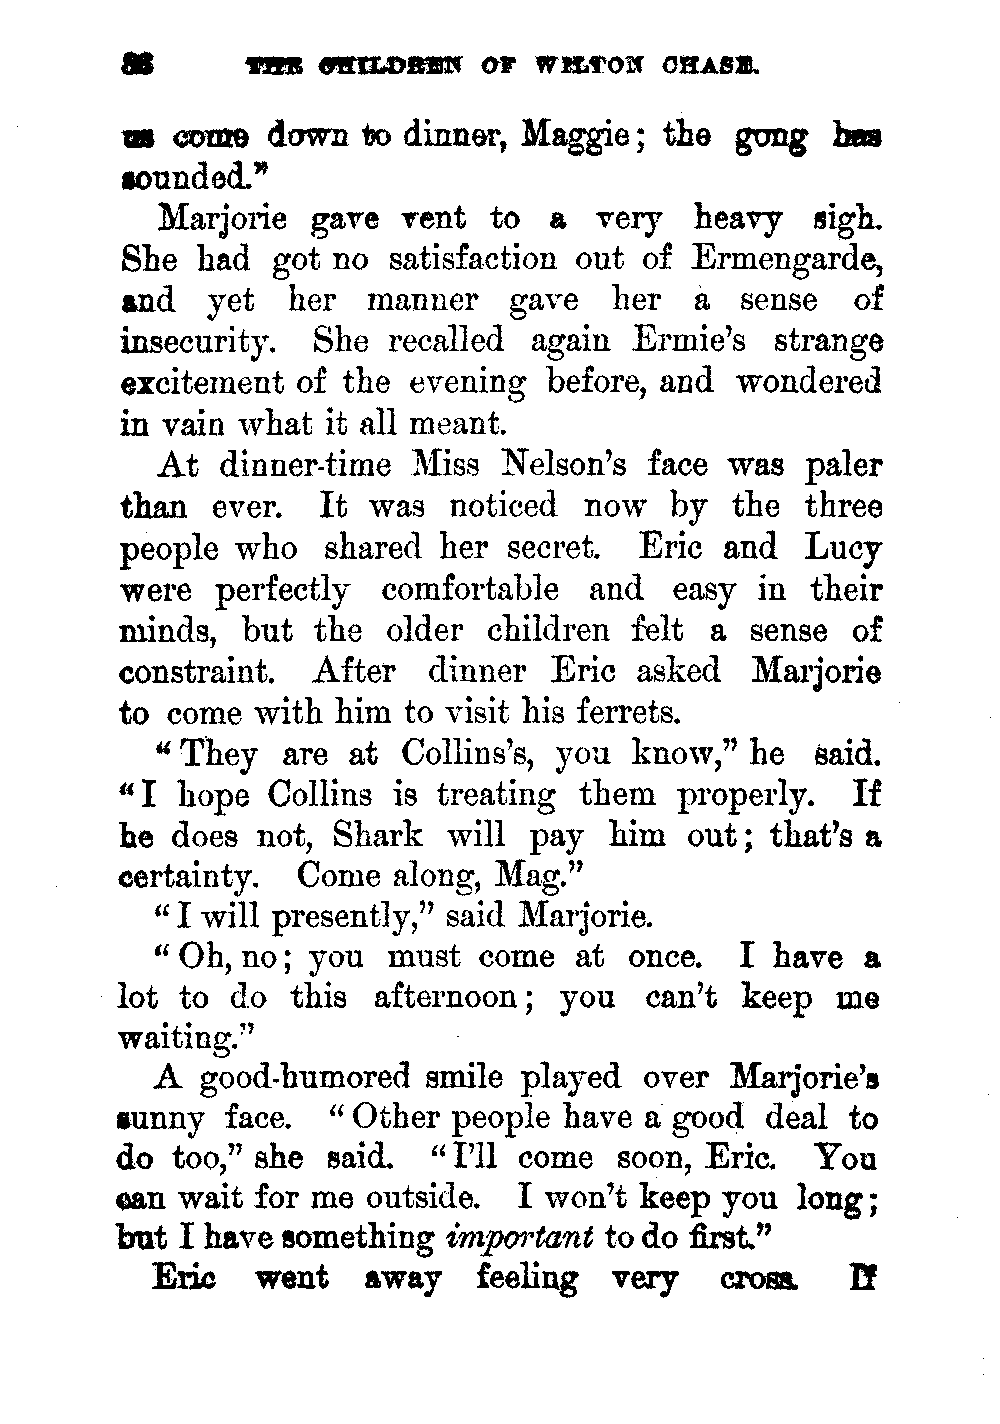 86 THE CHILDREN OF WILTON CHASE.
us come down to dinner, Maggie; the gong has
sounded."
Marjorie gave vent to a very heavy sigh.
She had got no satisfaction out of Ermengarde,
and yet her manner gave her a sense of
insecurity. She recalled again Ermie's strange
excitement of the evening before, and wondered
in vain what it all meant.
At dinner-time Miss Nelson's face was paler
than ever. It was noticed now by the three
people who shared her secret. Eric and Lucy
were perfectly comfortable and easy in their
minds, but the older children felt a sense of
constraint. After dinner Eric asked Marjorie
to come with him to visit his ferrets.
"They are at Collins's, you know," he said.
"I hope Collins is treating them properly. If
he does not, Shark will pay him out; that's a
certainty. Come along, Mag."
"I will presently," said Marjorie.
"Oh, no; you must come at once. I have a
lot to do this afternoon; you can't keep me
waiting."
A good-humored smile played over Marjorie's
sunny face. "Other people have a good deal to
do too," she said. "I'll come soon, Eric. You
can wait for me outside. I won't keep you long;
but I have something important to do first."
Eric went away feeling very cross. If